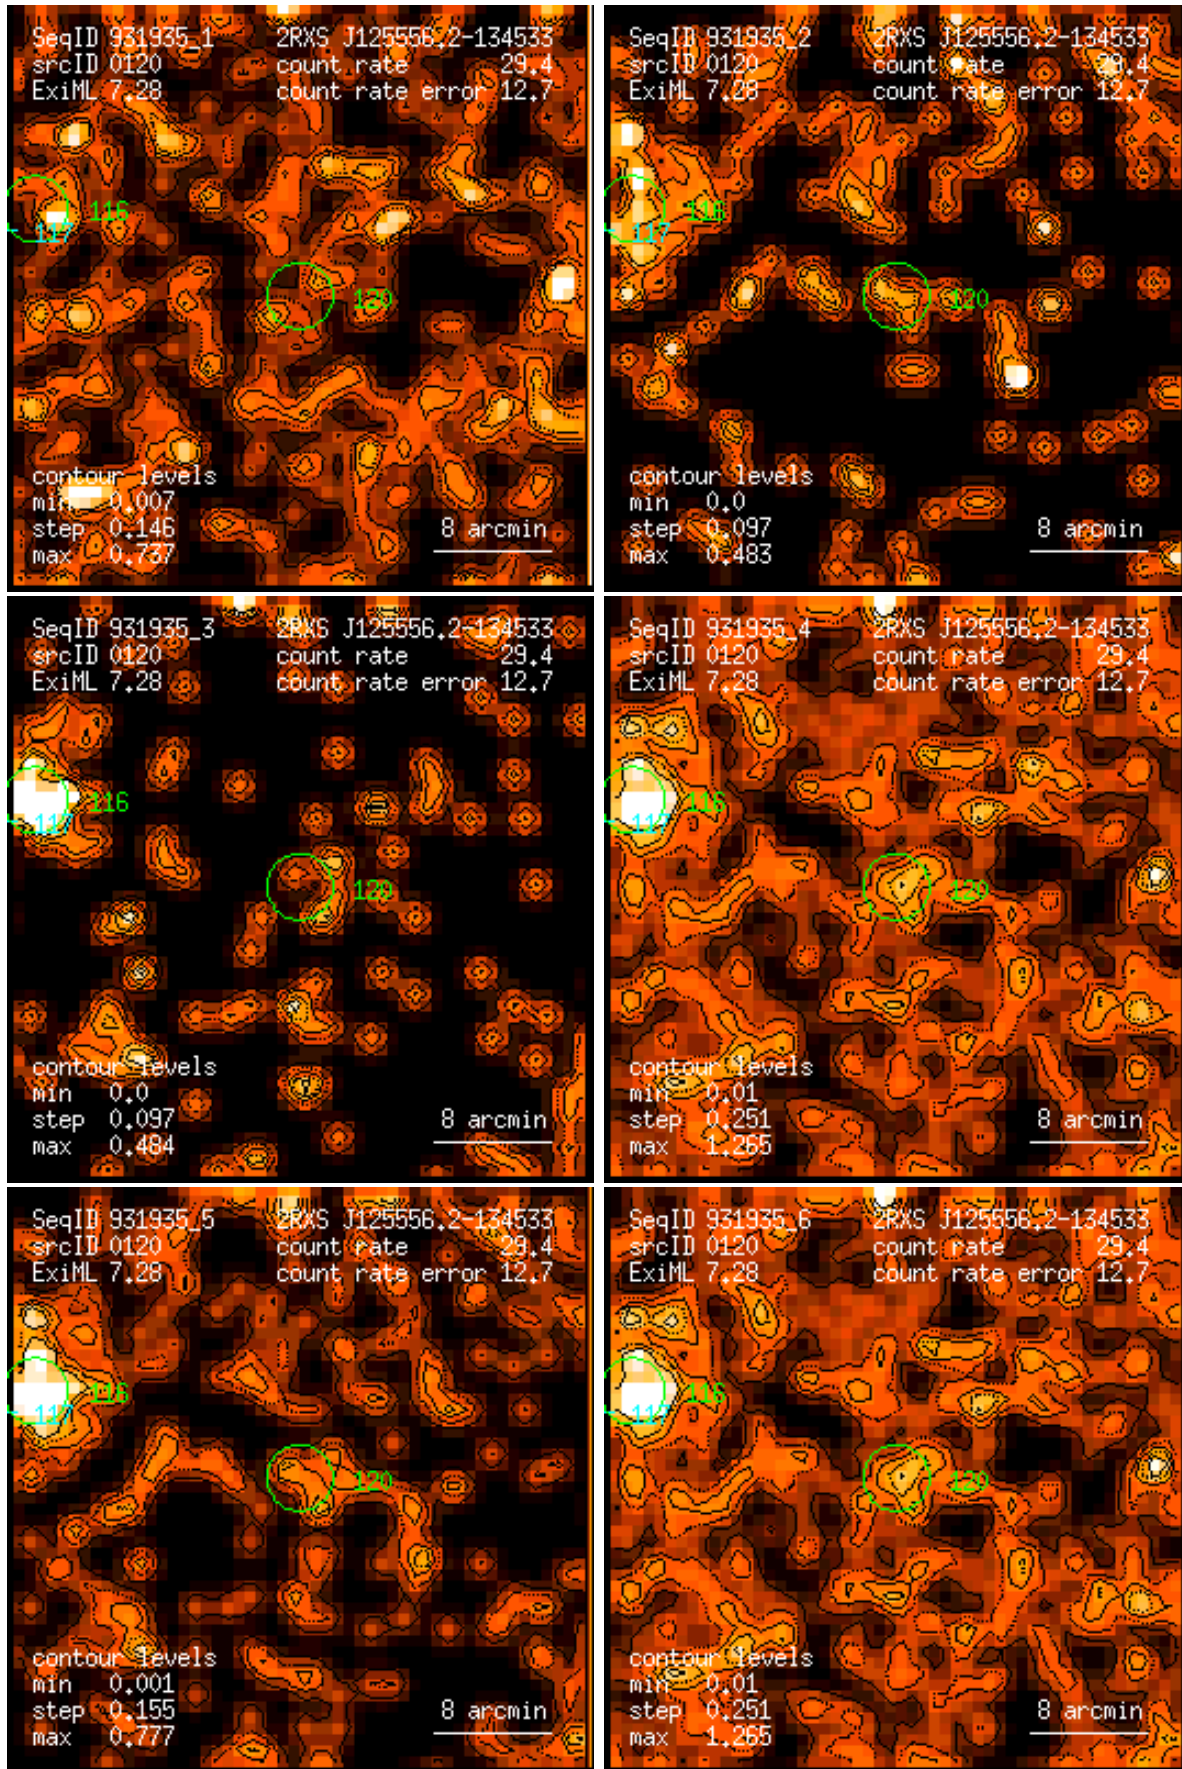 SeqID 931935_1 2RXS J125556.2-134533
srcID 0120 count rate 29.4
ExiML 7.28 count rate error 12.7
116
117
120
contour levels
min 0.007
step 0.146 8 arcmin
max 0.737
SeqID 931935_2 2RXS J125556.2-134533
srcID 0120 count rate 29.4
ExiML 7.28 count rate error 12.7
116
117
120
contour levels
min 0.0
step 0.097 8 arcmin
max 0.483
SeqID 931935_3 2RXS J125556.2-134533
srcID 0120 count rate 29.4
ExiML 7.28 count rate error 12.7
116
117
120
contour levels
min 0.0
step 0.097 8 arcmin
max 0.484
SeqID 931935_4 2RXS J125556.2-134533
srcID 0120 count rate 29.4
ExiML 7.28 count rate error 12.7
116
117
120
contour levels
min 0.01
step 0.251 8 arcmin
max 1.265
SeqID 931935_5 2RXS J125556.2-134533
srcID 0120 count rate 29.4
ExiML 7.28 count rate error 12.7
116
117
120
contour levels
min 0.001
step 0.155 8 arcmin
max 0.777
SeqID 931935_6 2RXS J125556.2-134533
srcID 0120 count rate 29.4
ExiML 7.28 count rate error 12.7
116
117
120
contour levels
min 0.01
step 0.251 8 arcmin
max 1.265